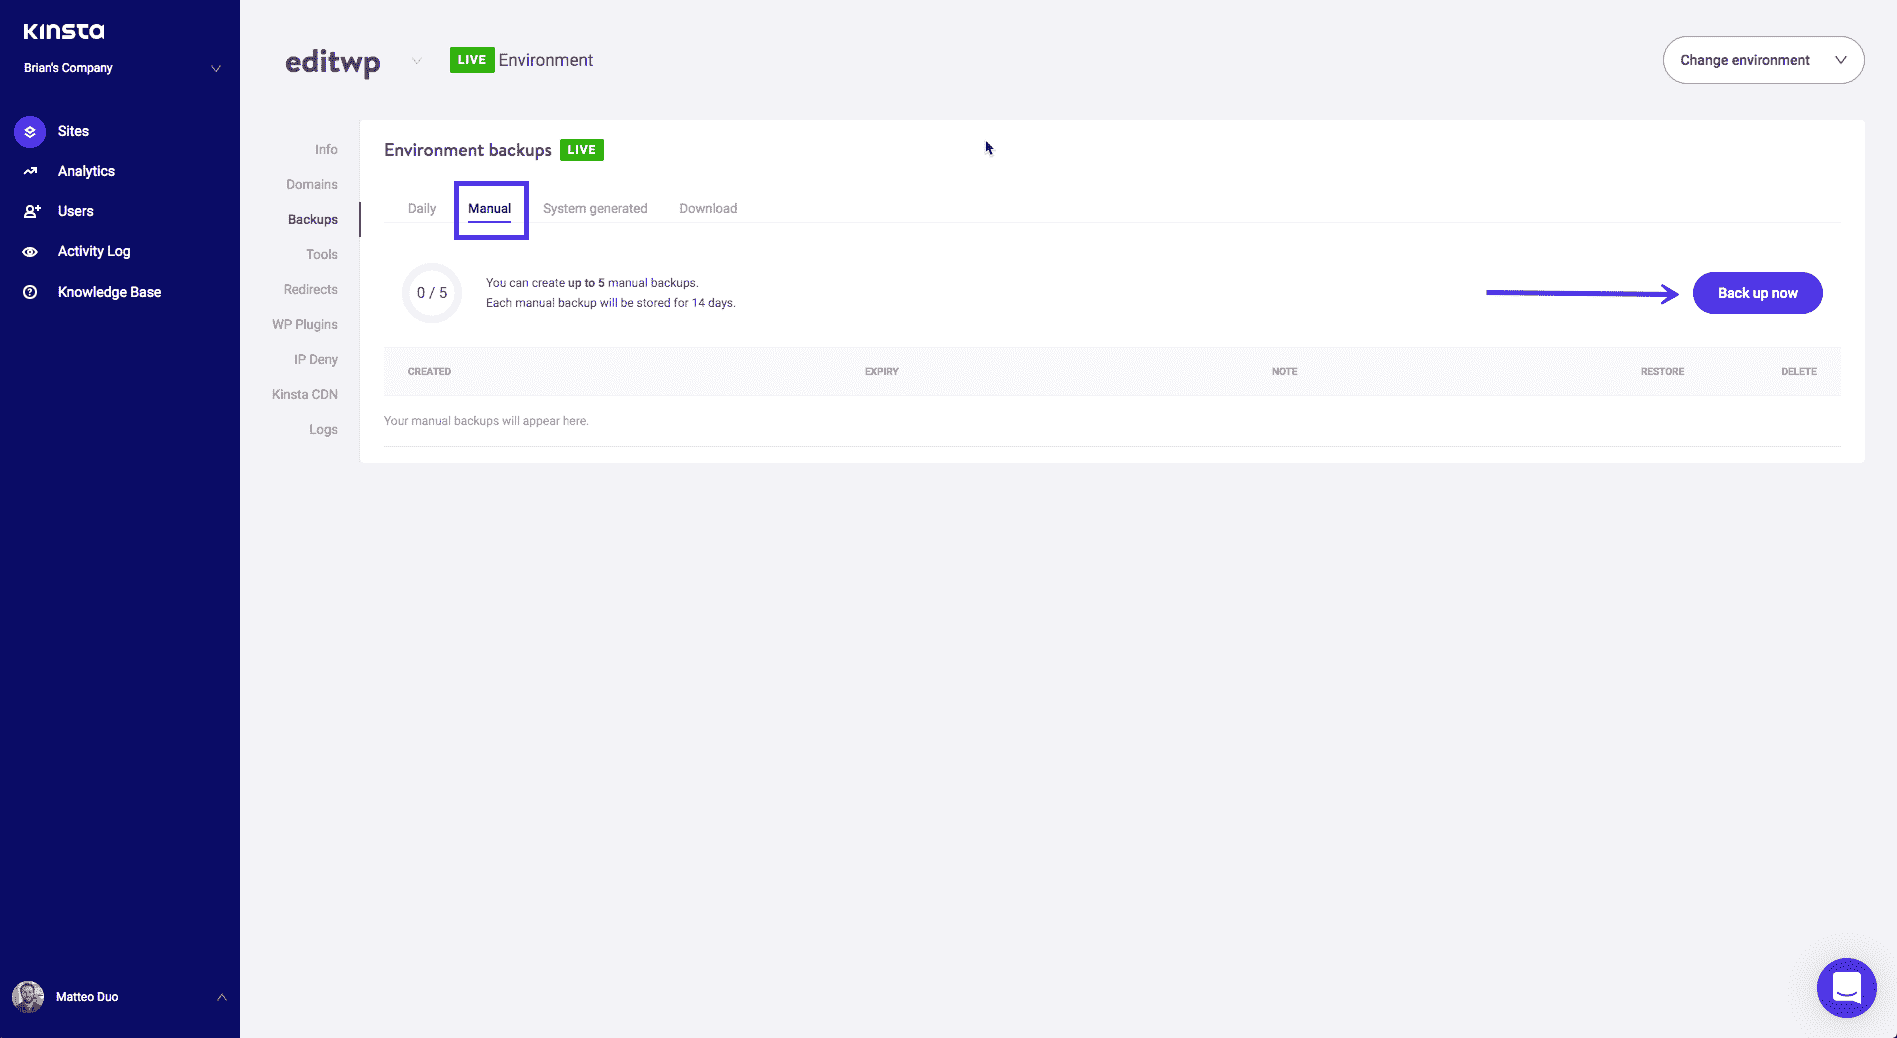 KINSTA
Brian's Company
Sites
Analytics
Users
Activity Log
Knowledge Base
Matteo Duo
editwp
LIVE Environment
Change environment
Info
Domains
Backups
Tools
Redirects
WP Plugins
IP Deny
Kinsta CDN
Logs
Environment backups LIVE
Daily Manual System generated Download
0 / 5
You can create up to 5 manual backups.
Each manual backup will be stored for 14 days.
Back up now
CREATED EXPIRY NOTE RESTORE DELETE
Your manual backups will appear here.